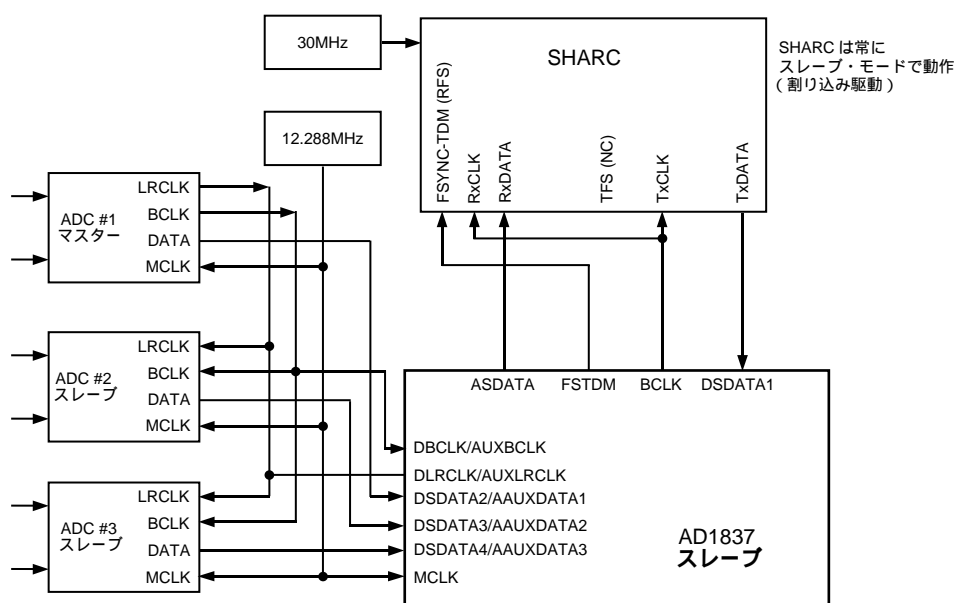 30MHz
SHARC
SHARC は常に
スレーブ・モードで動作
(割り込み駆動)
12.288MHz
FSYNC-TDM (RFS)
RxCLK
RxDATA
TFS (NC)
TxCLK
TxDATA
ADC #1
マスター
LRCLK
BCLK
DATA
MCLK
ADC #2
スレーブ
LRCLK
BCLK
DATA
MCLK
ADC #3
スレーブ
LRCLK
BCLK
DATA
MCLK
ASDATA
FSTDM
BCLK
DSDATA1
DBCLK/AUXBCLK
DLRCLK/AUXLRCLK
DSDATA2/AAUXDATA1
DSDATA3/AAUXDATA2
DSDATA4/AAUXDATA3
MCLK
AD1837
スレーブ